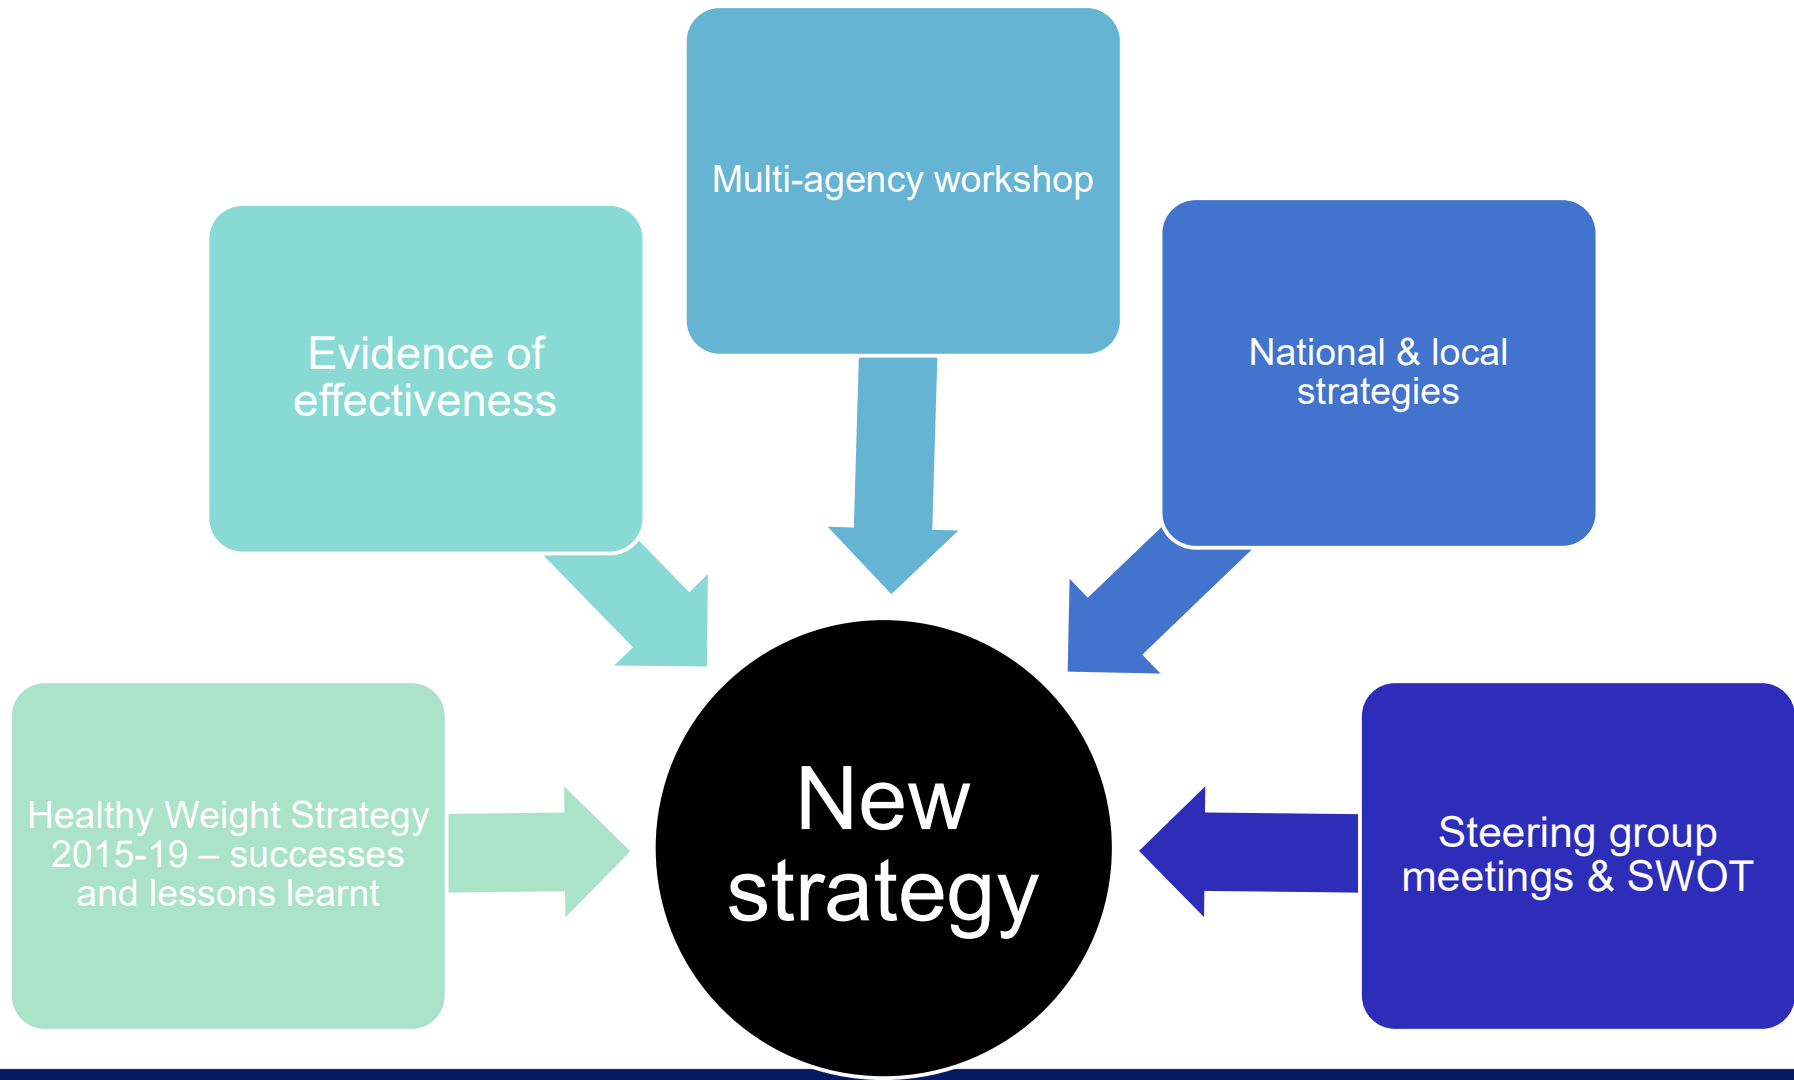 Multi-agency workshop
Evidence of
effectiveness
National & local
strategies
Healthy Weight Strategy
2015-19 – successes
and lessons learnt
New
strategy
Steering group
meetings & SWOT